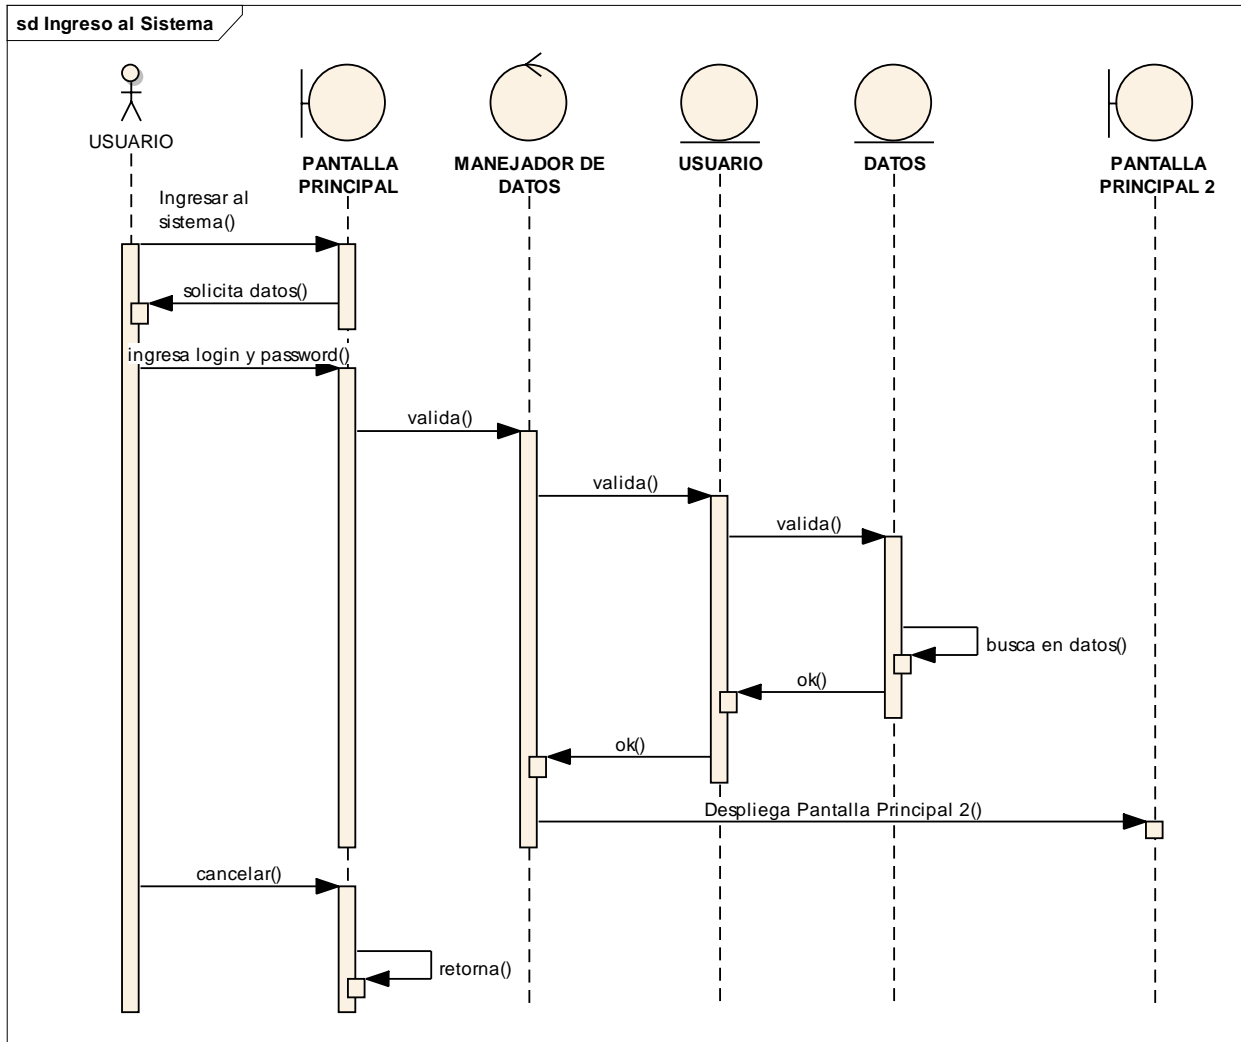 sd Ingreso al Sistema
USUARIO
PANTALLA
PRINCIPAL
MANEJADOR DE
DATOS
USUARIO
DATOS
PANTALLA
PRINCIPAL 2
Ingresar al
sistema()
solicita datos()
ingresa login y password()
valida()
valida()
valida()
busca en datos()
ok()
ok()
Despliega Pantalla Principal 2()
cancelar()
retorna()